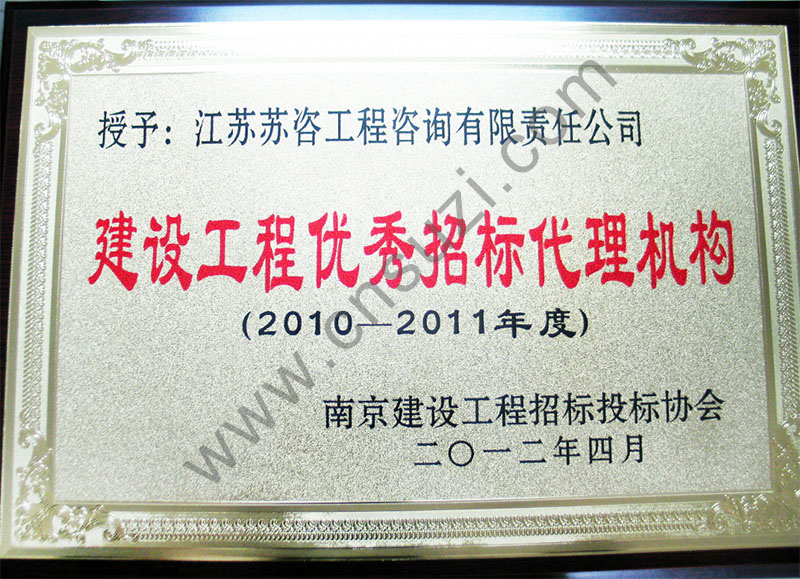 授予：江苏苏咨工程咨询有限责任公司
建设工程优秀招标代理机构
(2010—2011年度)
南京建设工程招标投标协会
二〇一二年四月
www.cnsuzi.com